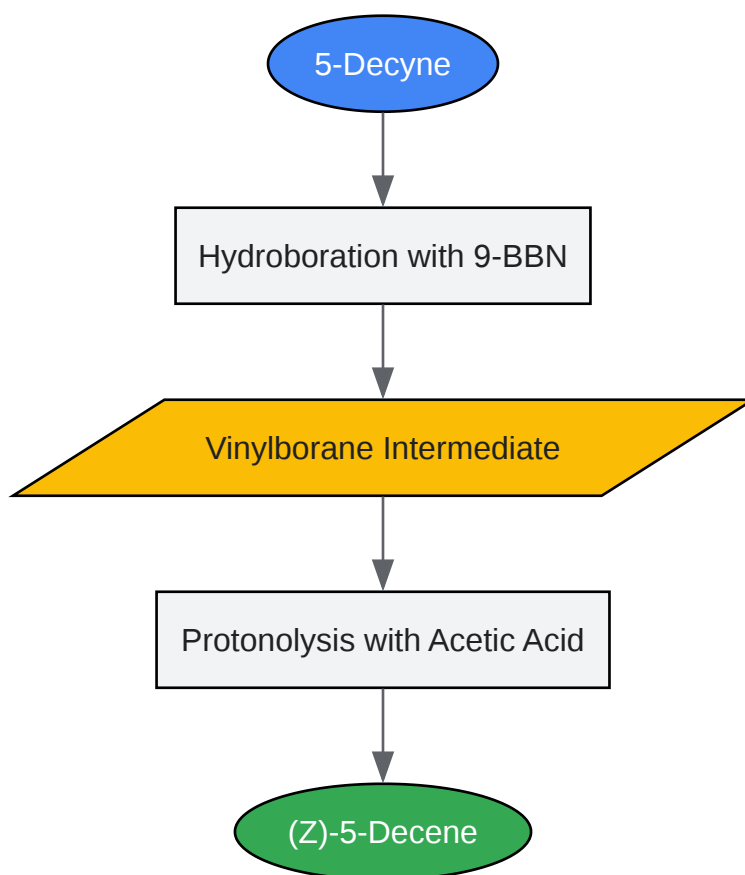 5-Decyne
Hydroboration with 9-BBN
Vinylborane Intermediate
Protonolysis with Acetic Acid
(Z)-5-Decene